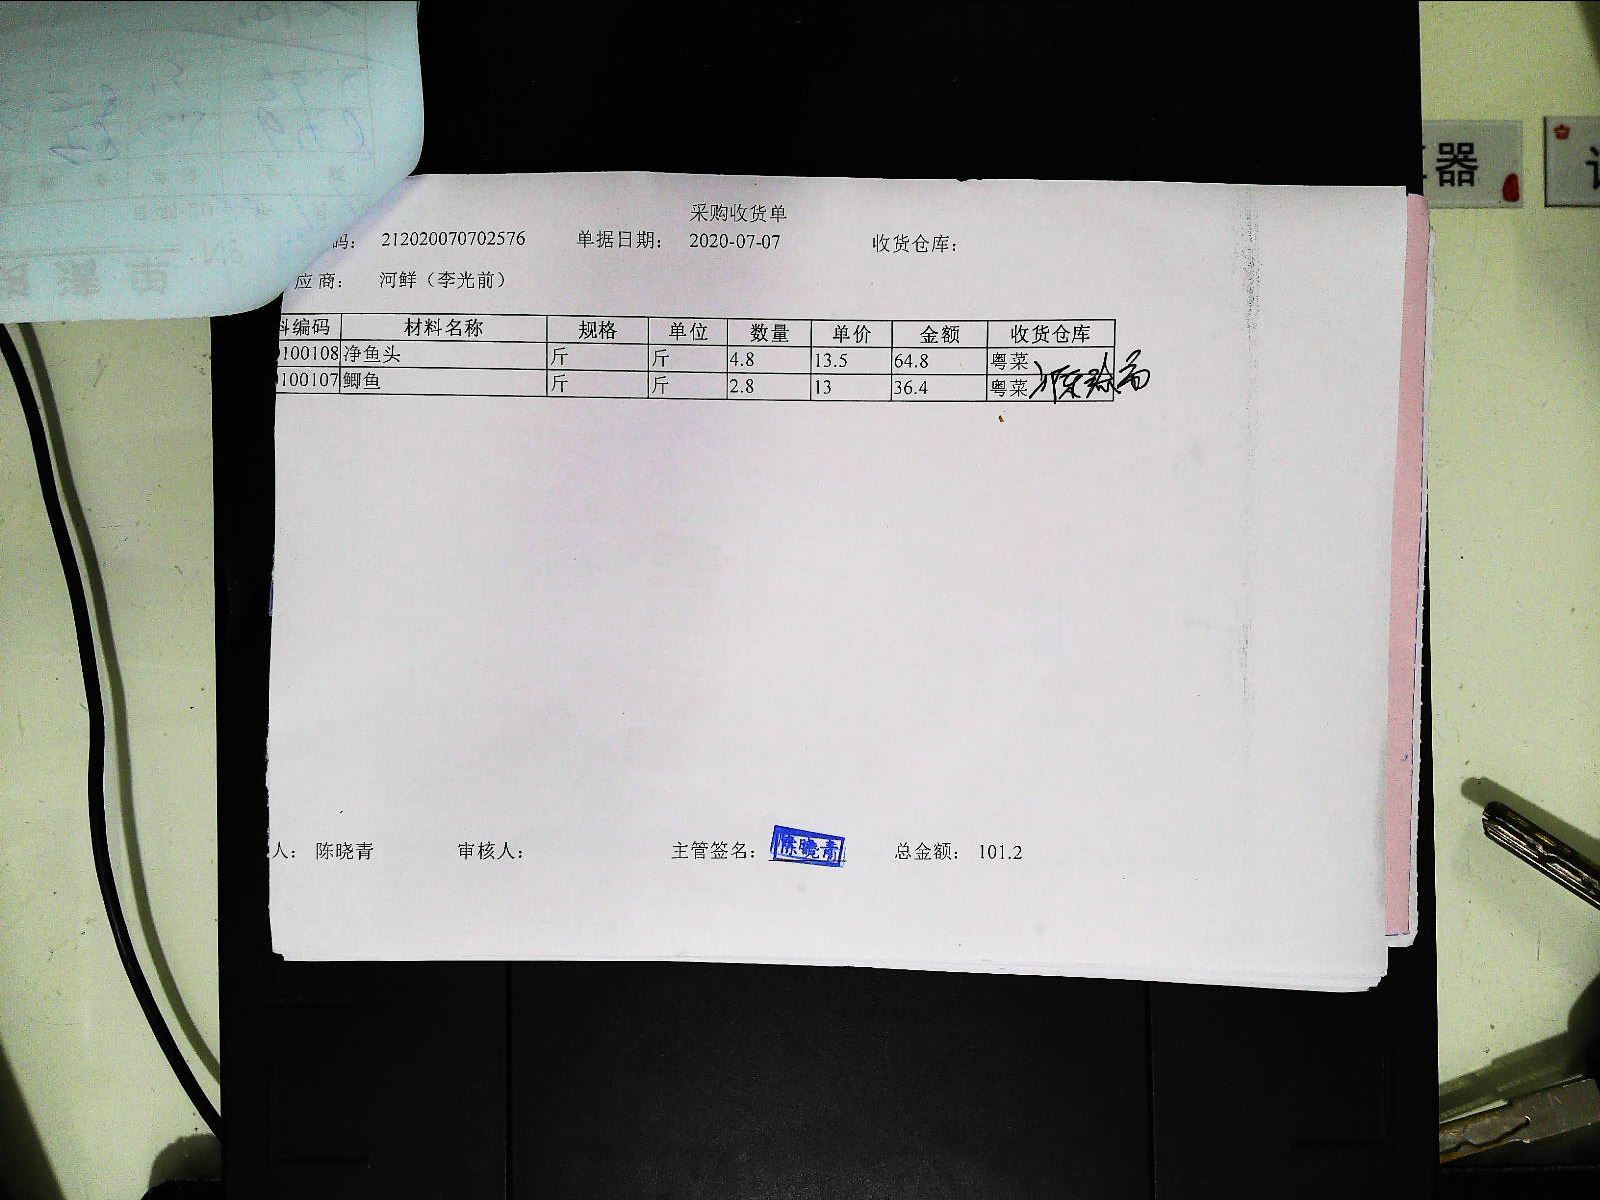 采购收货单
码： 212020070702576 单据日期： 2020-07-07 收货仓库：
应商： 河鲜（李光前）
编码 材料名称 规格 单位 数量 单价 金额 收货仓库
100108 净鱼头 斤 斤 4.8 13.5 64.8 粤菜
100107 鲫鱼 斤 斤 2.8 13 36.4 粤菜
人： 陈晓青 审核人： 主管签名： 陈晓青 总金额： 101.2
器